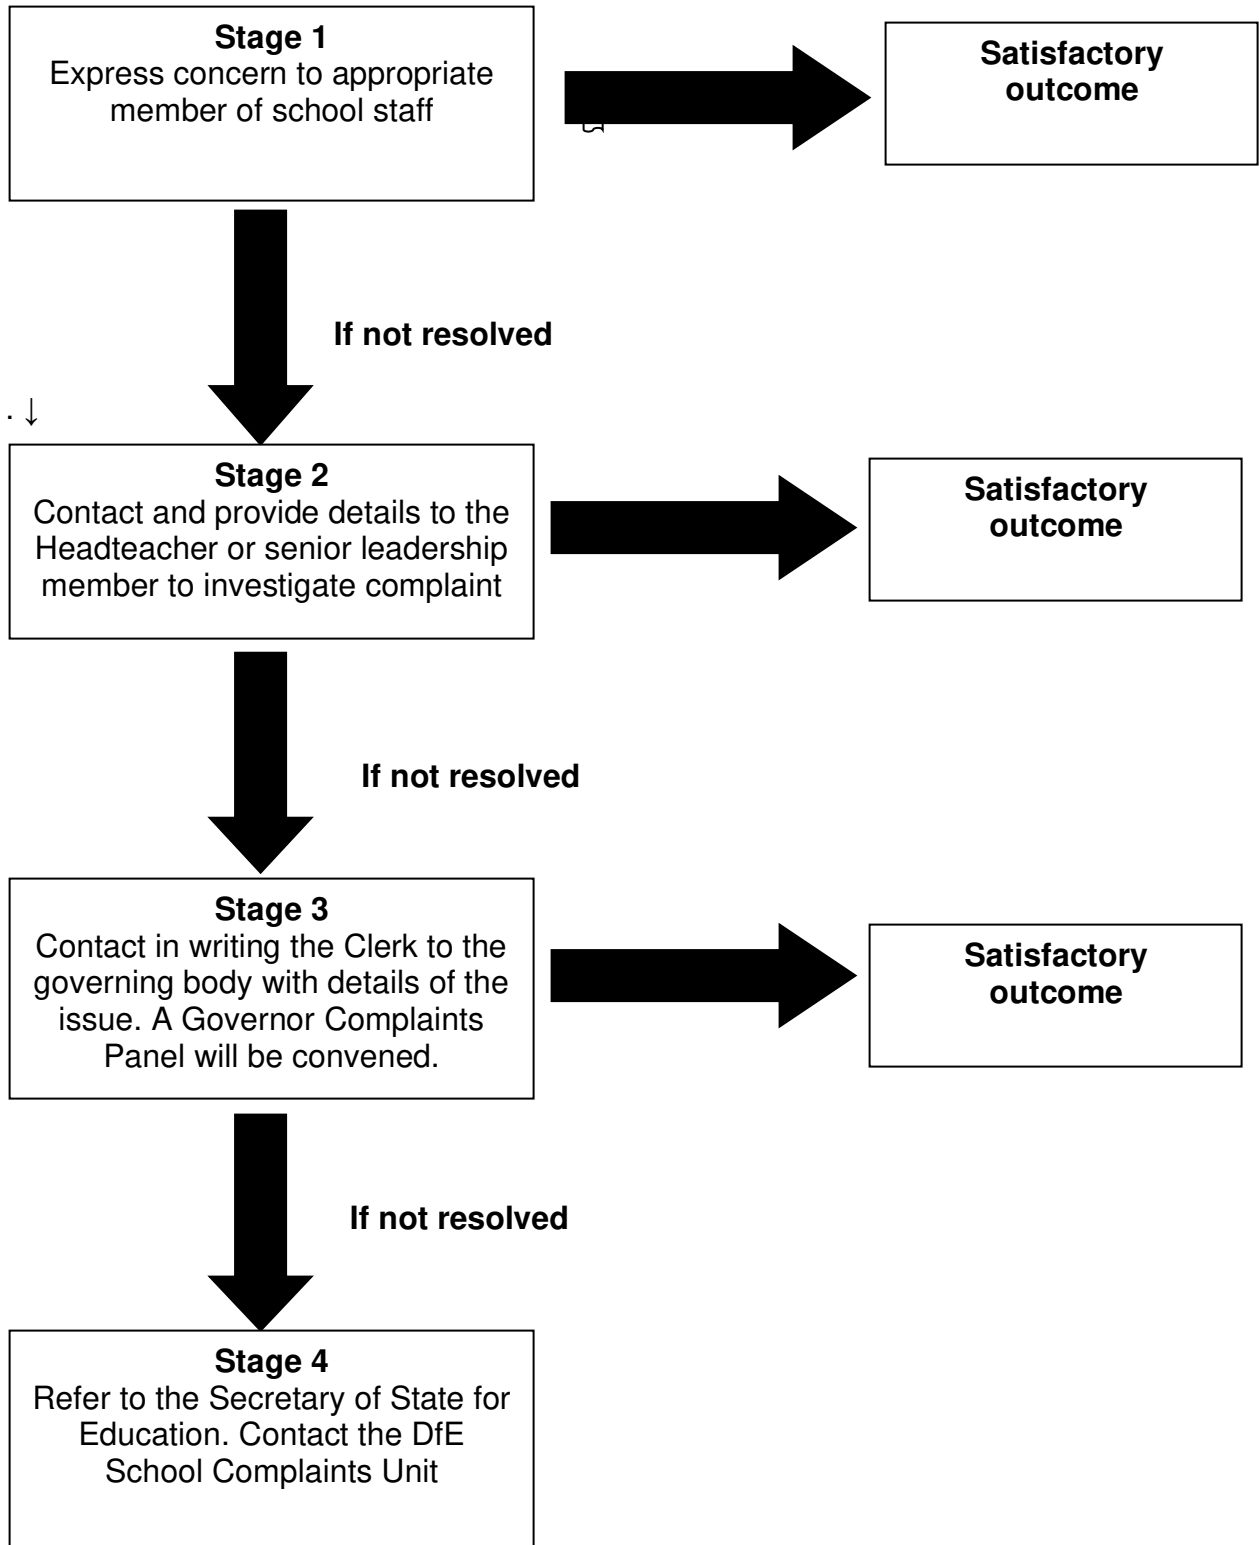 Stage 1
Express concern to appropriate
member of school staff
Satisfactory
outcome
If not resolved
. ↓
Stage 2
Contact and provide details to the
Headteacher or senior leadership
member to investigate complaint
Satisfactory
outcome
If not resolved
Stage 3
Contact in writing the Clerk to the
governing body with details of the
issue. A Governor Complaints
Panel will be convened.
Satisfactory
outcome
If not resolved
Stage 4
Refer to the Secretary of State for
Education. Contact the DfE
School Complaints Unit